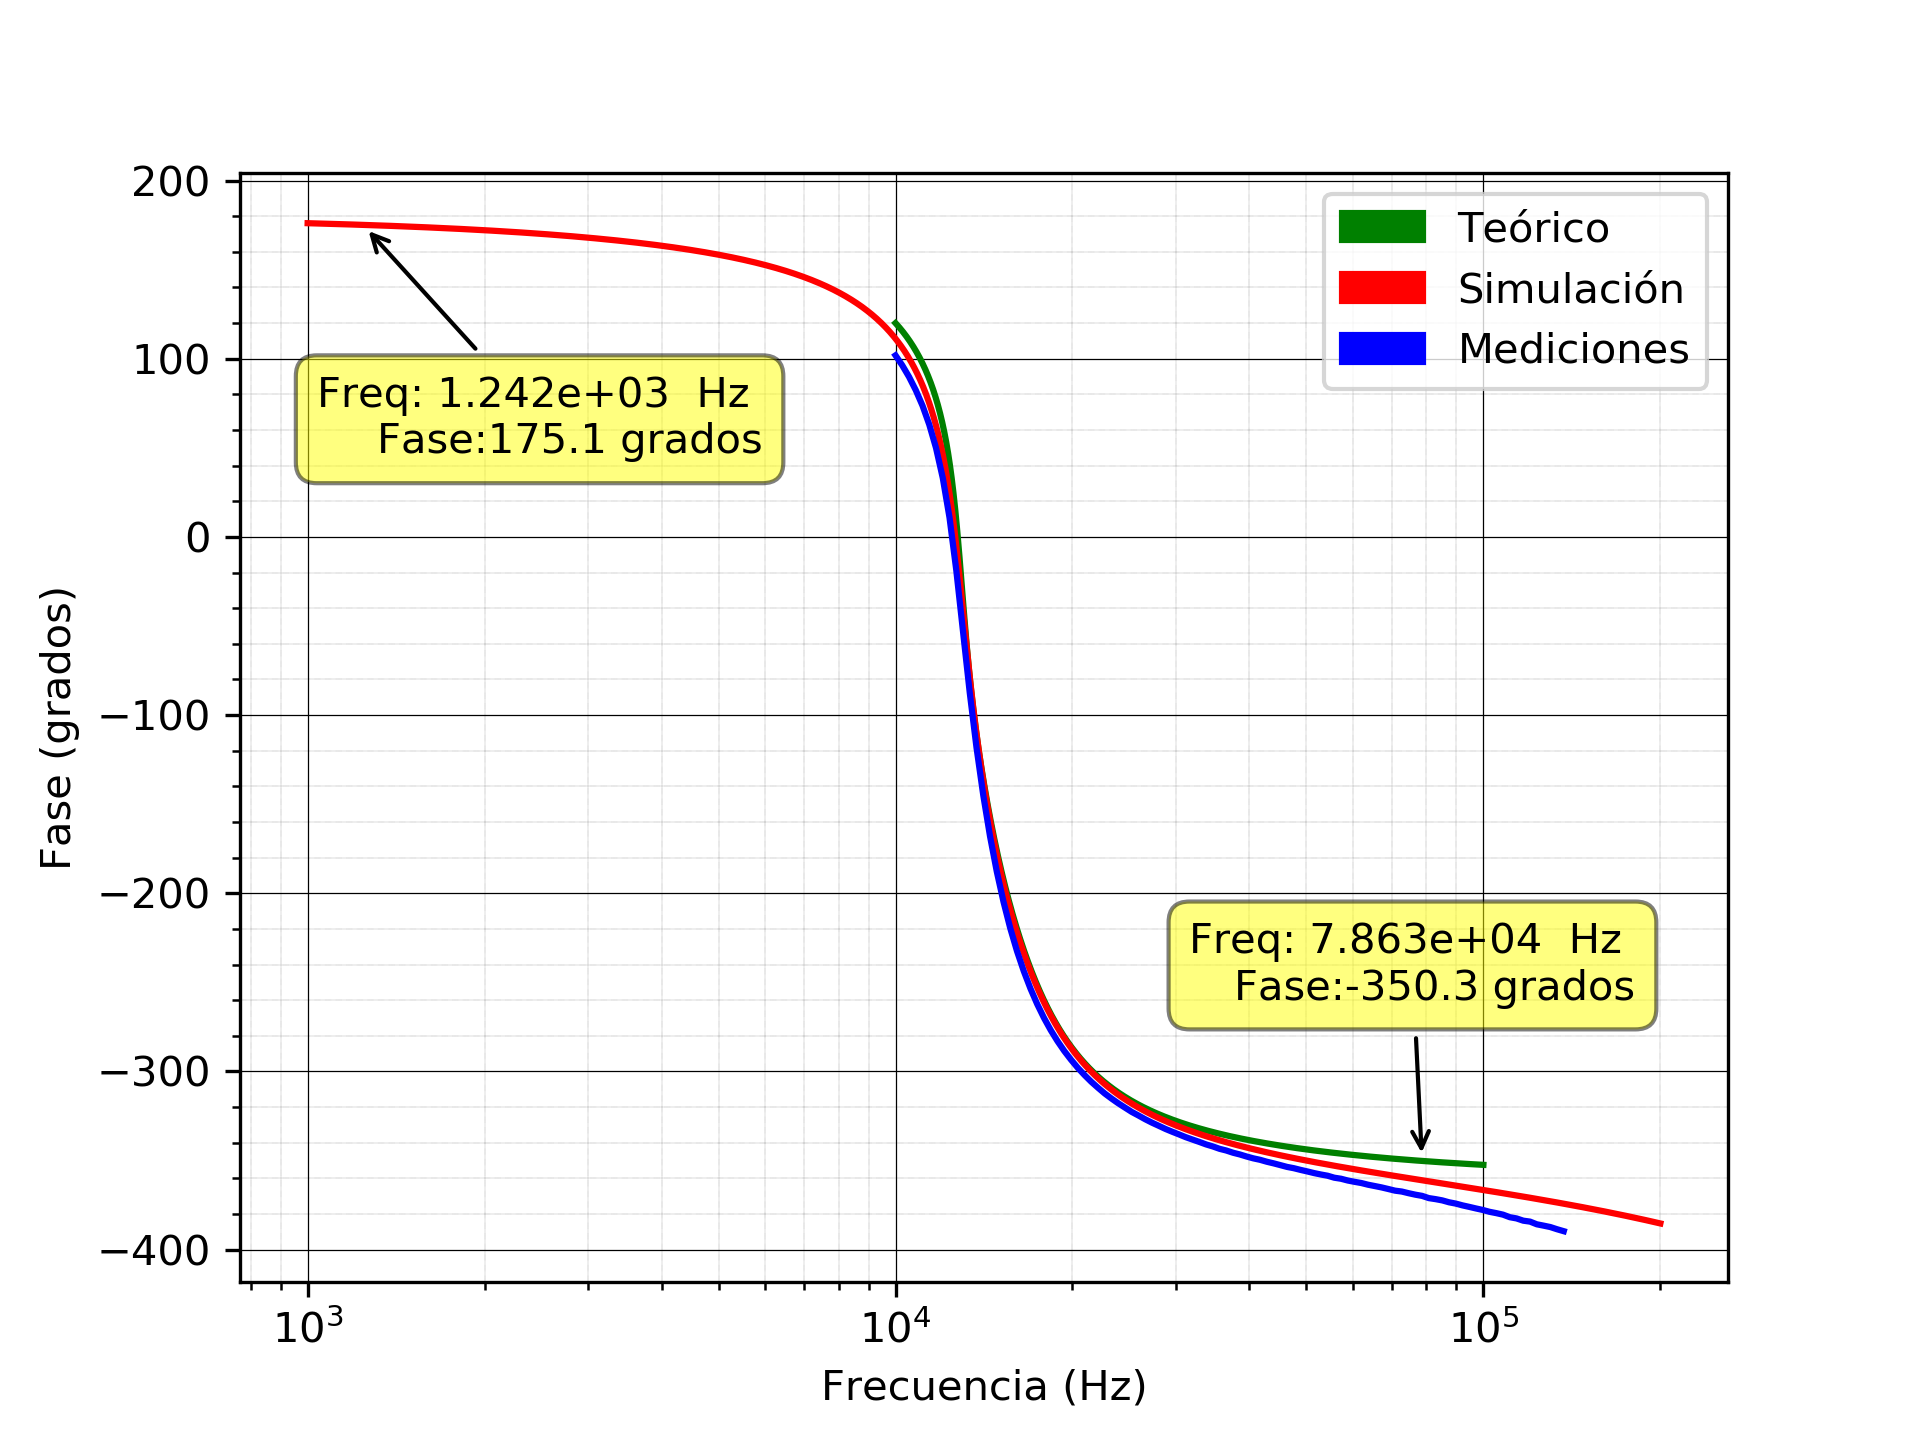 200
100
0
−100
−200
−300
−400
Fase (grados)
10³
10⁴
10⁵
Frecuencia (Hz)
Teórico
Simulación
Mediciones
Freq: 1.242e+03  Hz
Fase:175.1 grados
Freq: 7.863e+04  Hz
Fase:-350.3 grados